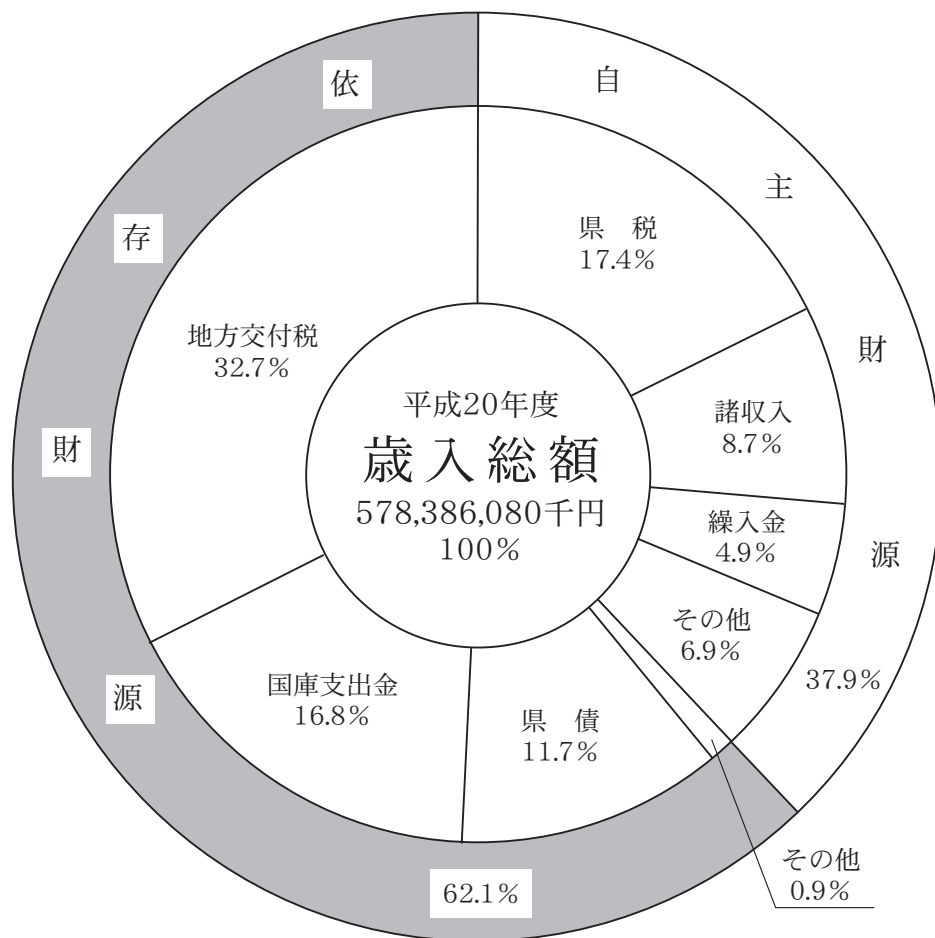 依
存
財
源
62.1%
自
主
財
源
37.9%
県 税
17.4%
諸収入
8.7%
繰入金
4.9%
その他
6.9%
その他
0.9%
県 債
11.7%
国庫支出金
16.8%
地方交付税
32.7%
平成20年度
歳入総額
578,386,080千円
100%